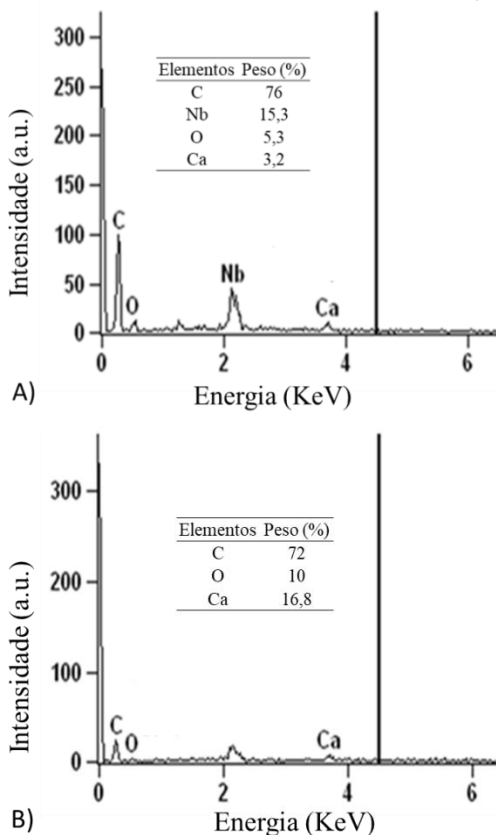 Intensidade (a.u.)
300
250
200
150
100
50
0
Elementos Peso (%)
C 76
Nb 15,3
O 5,3
Ca 3,2
C
O
Nb
Ca
0 2 4 6
A) Energia (KeV)
Intensidade (a.u.)
300
200
100
0
Elementos Peso (%)
C 72
O 10
Ca 16,8
C
O
Ca
0 2 4 6
B) Energia (KeV)